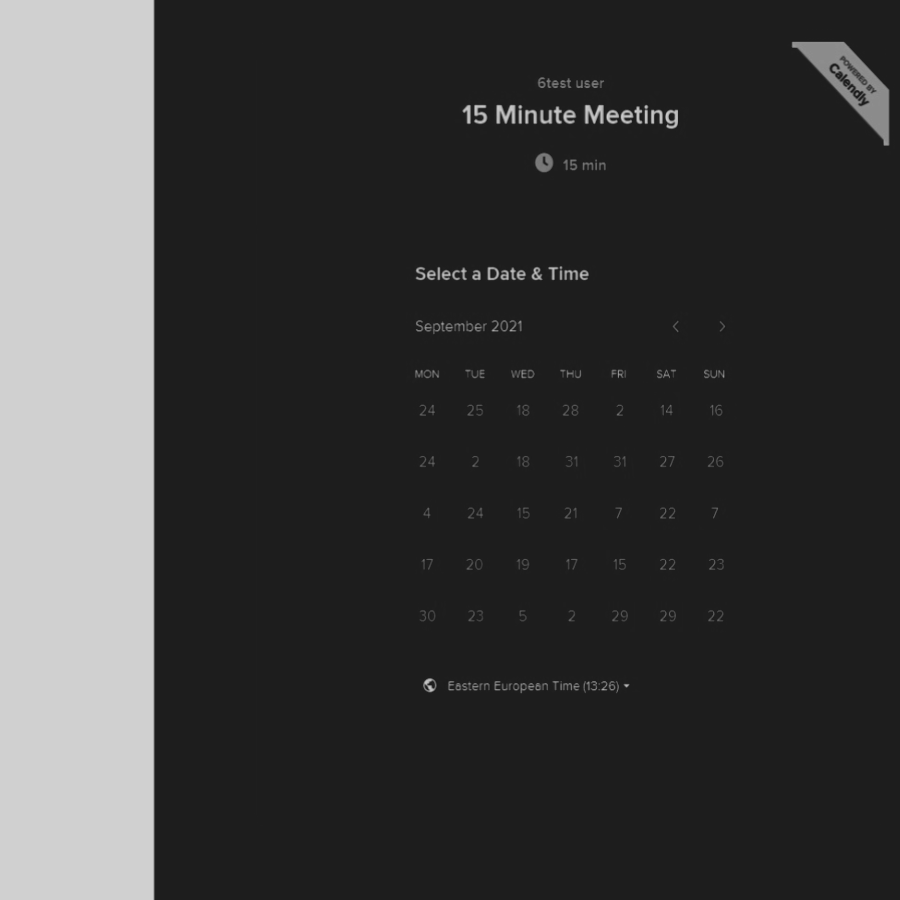 POWERED BY
Calendly
6test user
15 Minute Meeting
15 min
Select a Date & Time
September 2021
MON TUE WED THU FRI SAT SUN
24 25 18 28 2 14 16
24 2 18 31 31 27 26
4 24 15 21 7 22 7
17 20 19 17 15 22 23
30 23 5 2 29 29 22
Eastern European Time (13:26)